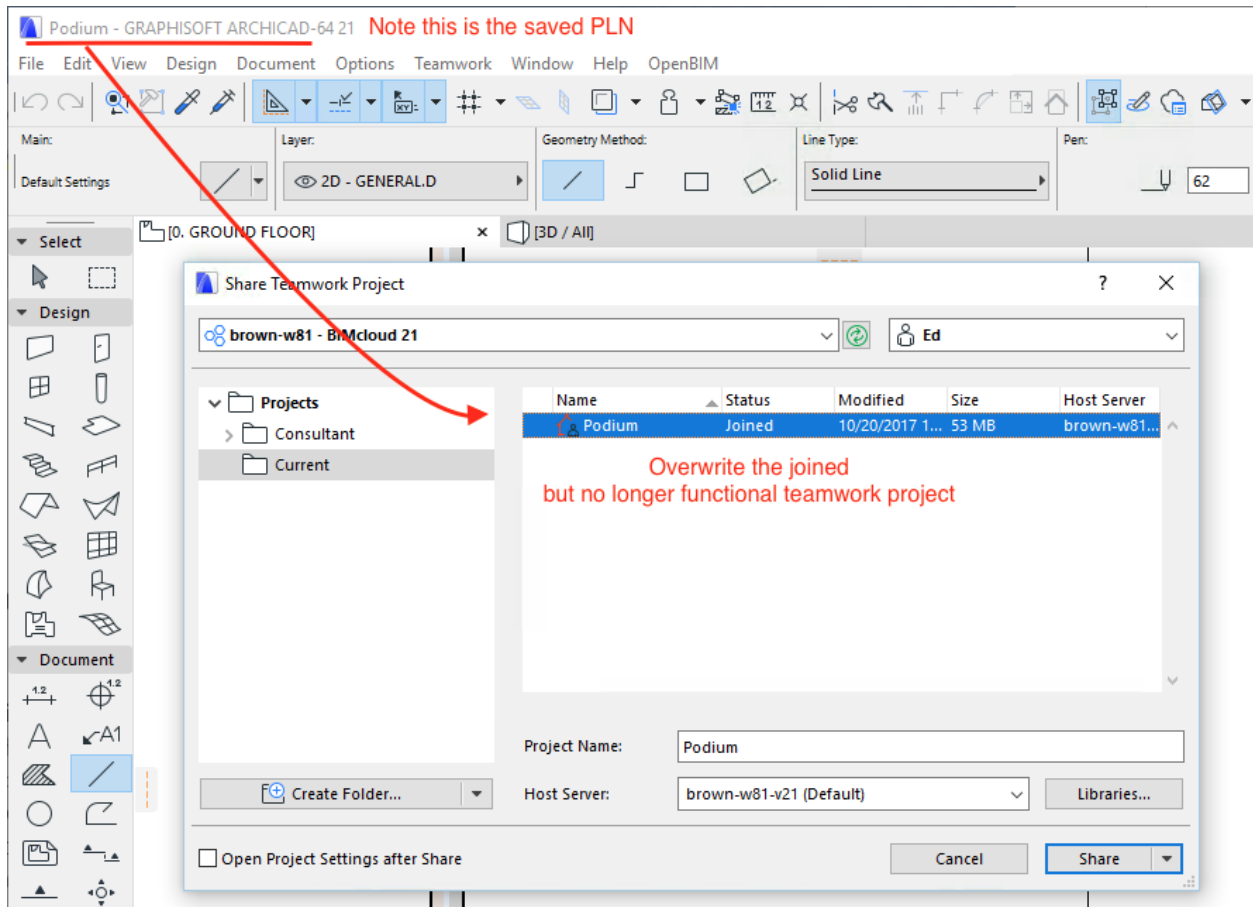 Podium - GRAPHISOFT ARCHICAD-64 21 Note this is the saved PLN
File Edit View Design Document Options Teamwork Window Help OpenBIM
Main: Layer: Geometry Method: Line Type: Pen:
Default Settings 2D - GENERAL.D Solid Line 62
[0. GROUND FLOOR] [3D / All]
Select
Share Teamwork Project
Design
brown-w81 - BIMcloud 21 Ed
Projects Name Status Modified Size Host Server
Consultant Podium Joined 10/20/2017 1... 53 MB brown-w81...
Current
Overwrite the joined
but no longer functional teamwork project
Document
1.2 1.2
A A1
Project Name: Podium
Create Folder... Host Server: brown-w81-v21 (Default) Libraries...
Open Project Settings after Share Cancel Share